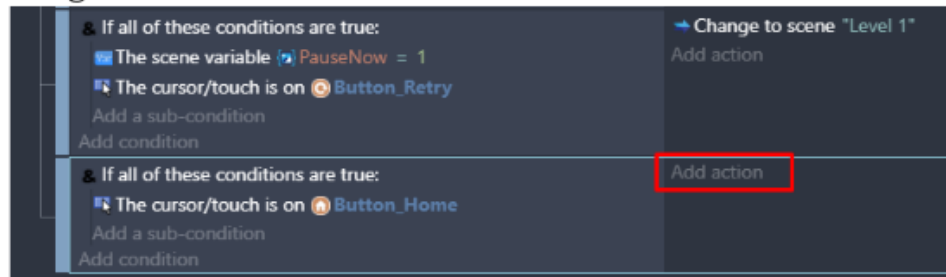 & If all of these conditions are true:
Change to scene "Level 1"
The scene variable PauseNow = 1
Add action
The cursor/touch is on Button_Retry
Add a sub-condition
Add condition
& If all of these conditions are true:
Add action
The cursor/touch is on Button_Home
Add a sub-condition
Add condition